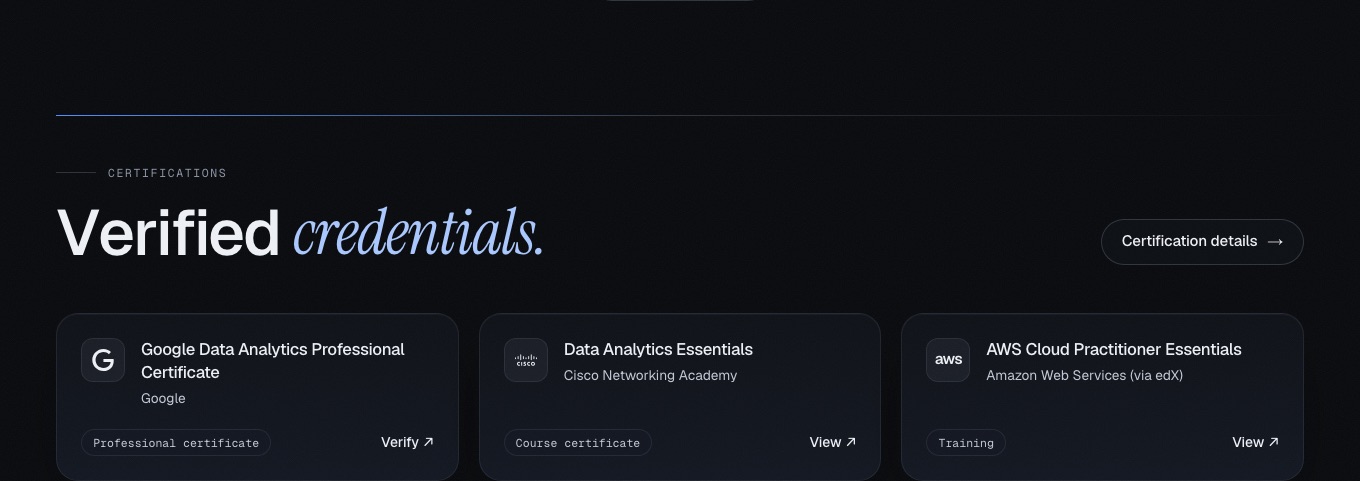 CERTIFICATIONS
Verified credentials.
Certification details →
G
Google Data Analytics Professional
Certificate
Google
Professional certificate
Verify ↗
CISCO
Data Analytics Essentials
Cisco Networking Academy
Course certificate
View ↗
aws
AWS Cloud Practitioner Essentials
Amazon Web Services (via edX)
Training
View ↗